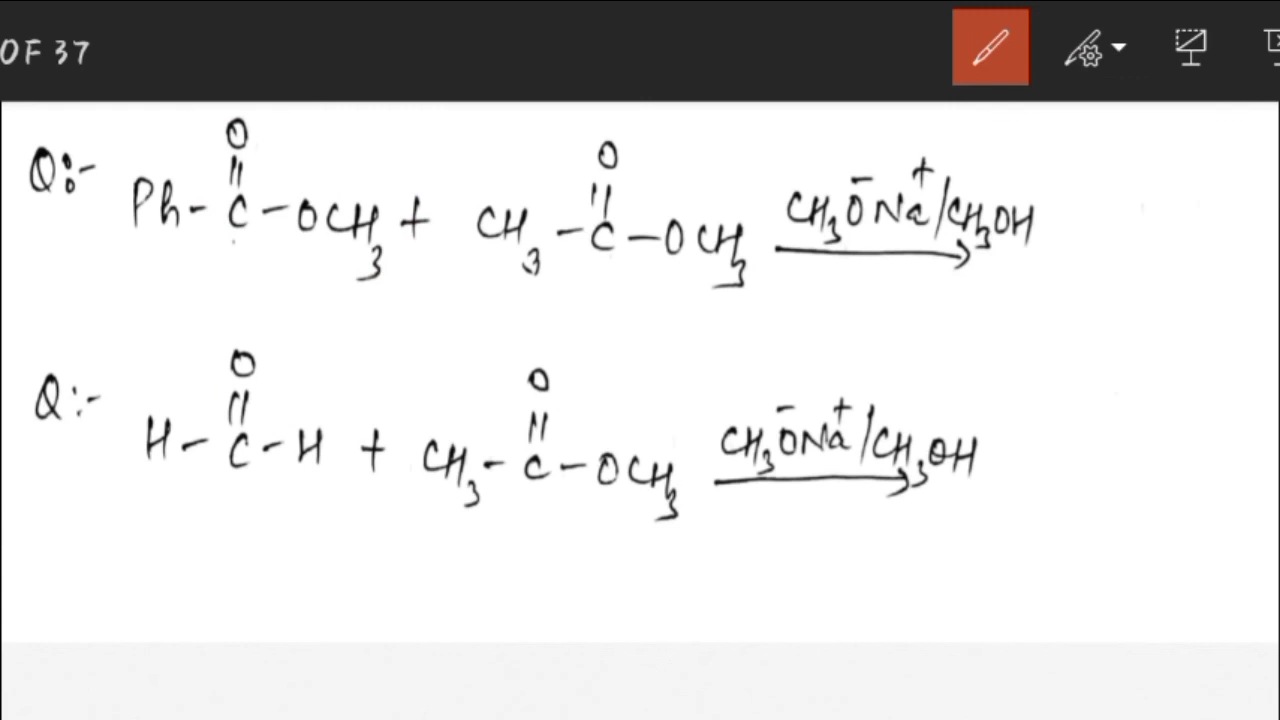 OF 37
Q:- Ph-C(=O)-OCH₃ + CH₃-C(=O)-OCH₃ CH₃O⁻Na⁺/CH₃OH →
Q:- H-C(=O)-H + CH₃-C(=O)-OCH₃ CH₃O⁻Na⁺/CH₃OH →